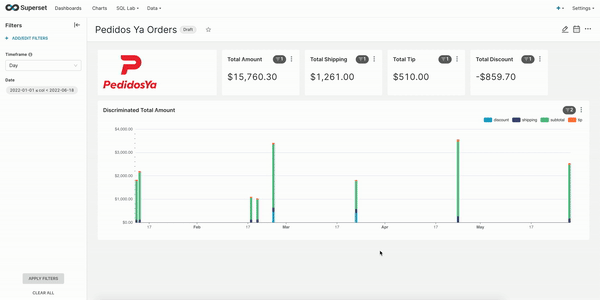 Superset Dashboards Charts SQL Lab Data Settings
Filters
+ ADD/EDIT FILTERS
Timeframe
Day
Date
2022-01-01 ≤ col < 2022-06-16
APPLY FILTERS
CLEAR ALL
Pedidos Ya Orders Draft
PedidosYa
Total Amount 1
$15,760.30
Total Shipping 1
$1,261.00
Total Tip 1
$510.00
Total Discount 1
-$859.70
Discriminated Total Amount 2
discount shipping subtotal tip
$4,000.00
$3,000.00
$2,000.00
$1,000.00
$0.00
17 Feb 17 Mar 17 Apr 17 May 17